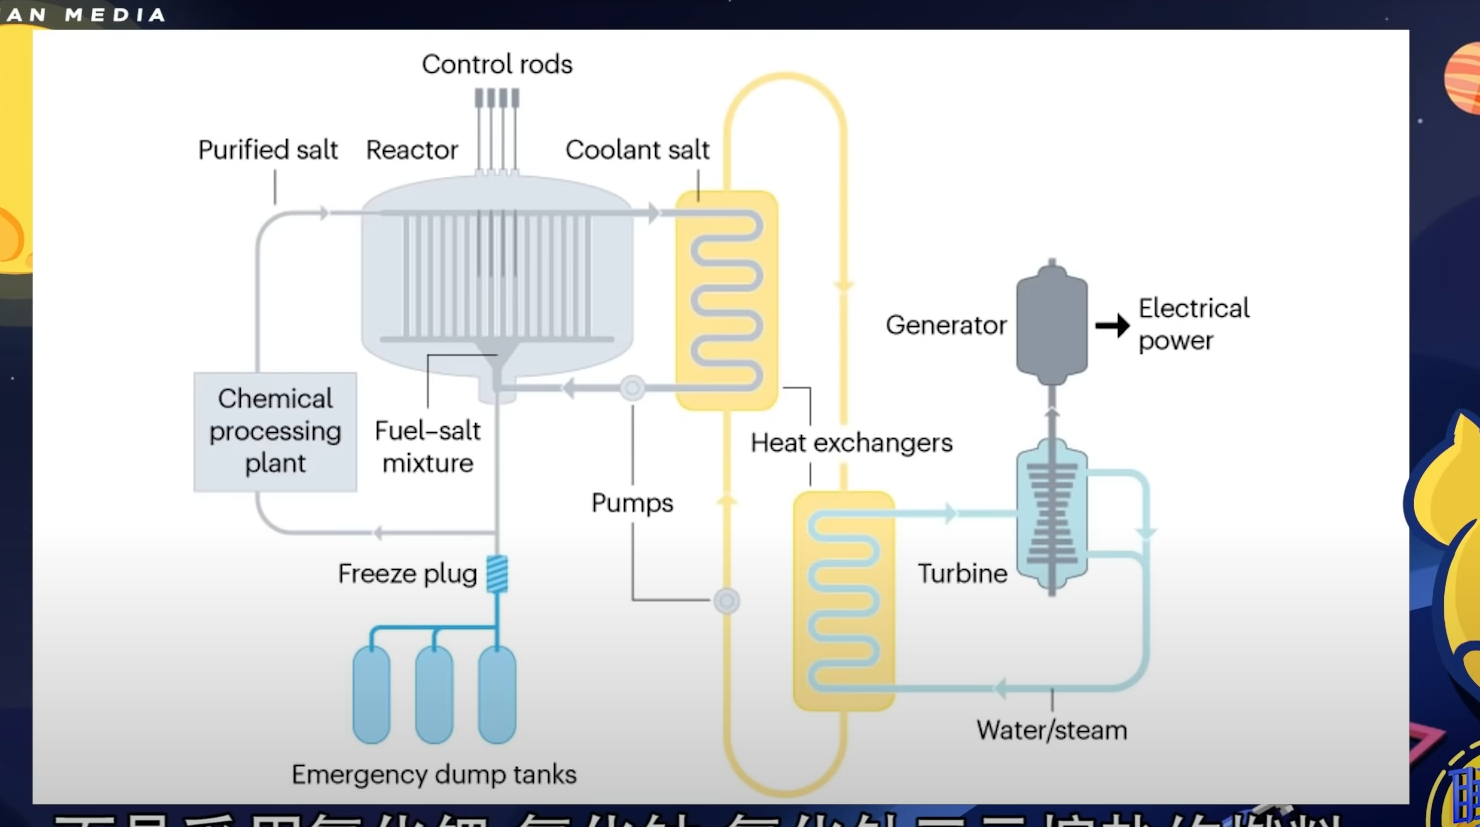 AN MEDIA
Control rods
Purified salt
Reactor
Coolant salt
Generator
Electrical
power
Chemical
processing
plant
Fuel–salt
mixture
Heat exchangers
Pumps
Freeze plug
Turbine
Water/steam
Emergency dump tanks